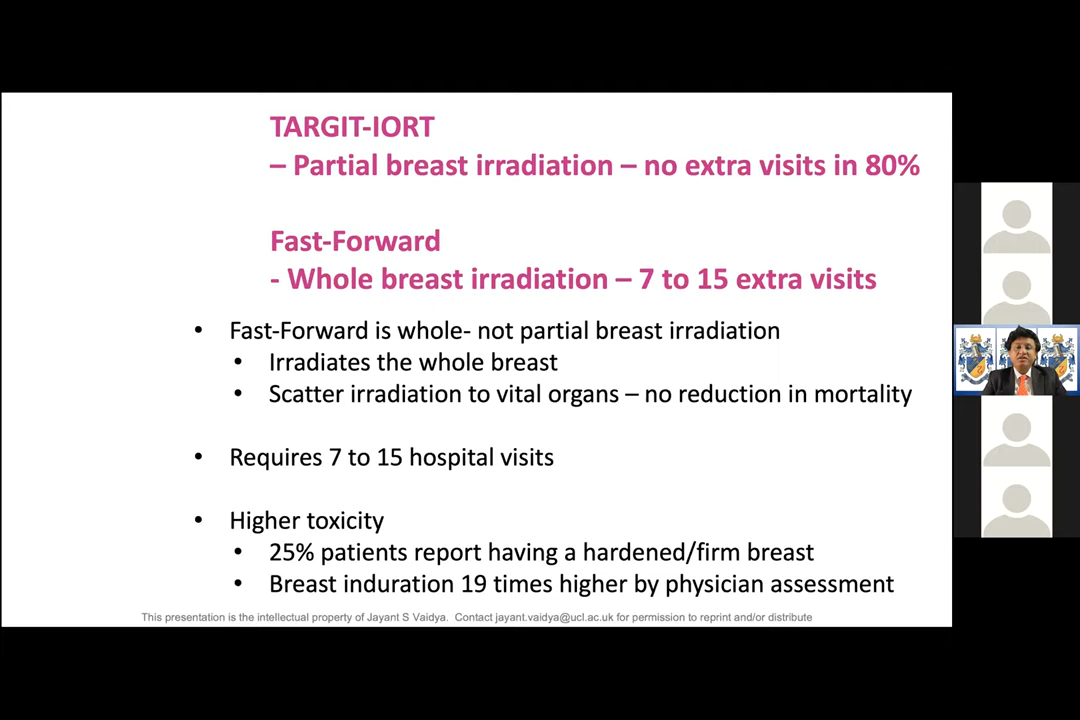 TARGIT-IORT
– Partial breast irradiation – no extra visits in 80%
Fast-Forward
- Whole breast irradiation – 7 to 15 extra visits
• Fast-Forward is whole- not partial breast irradiation
• Irradiates the whole breast
• Scatter irradiation to vital organs – no reduction in mortality
• Requires 7 to 15 hospital visits
• Higher toxicity
• 25% patients report having a hardened/firm breast
• Breast induration 19 times higher by physician assessment
This presentation is the intellectual property of Jayant S Vaidya. Contact jayant.vaidya@ucl.ac.uk for permission to reprint and/or distribute